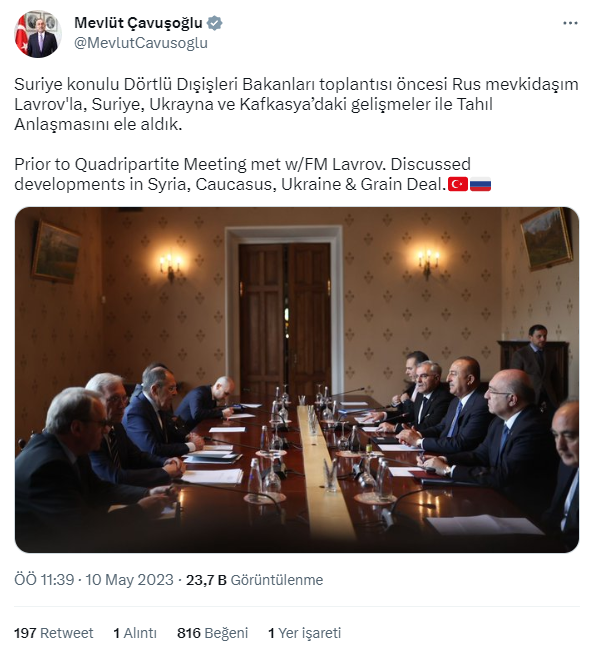 Mevlüt Çavuşoğlu
@MevlutCavusoglu
Suriye konulu Dörtlü Dışişleri Bakanları toplantısı öncesi Rus mevkidaşım
Lavrov'la, Suriye, Ukrayna ve Kafkasya’daki gelişmeler ile Tahıl
Anlaşmasını ele aldık.
Prior to Quadripartite Meeting met w/FM Lavrov. Discussed
developments in Syria, Caucasus, Ukraine & Grain Deal.🇹🇷🇷🇺
ÖÖ 11:39 · 10 May 2023 · 23,7 B Görüntülenme
197 Retweet 1 Alıntı 816 Beğeni 1 Yer işareti